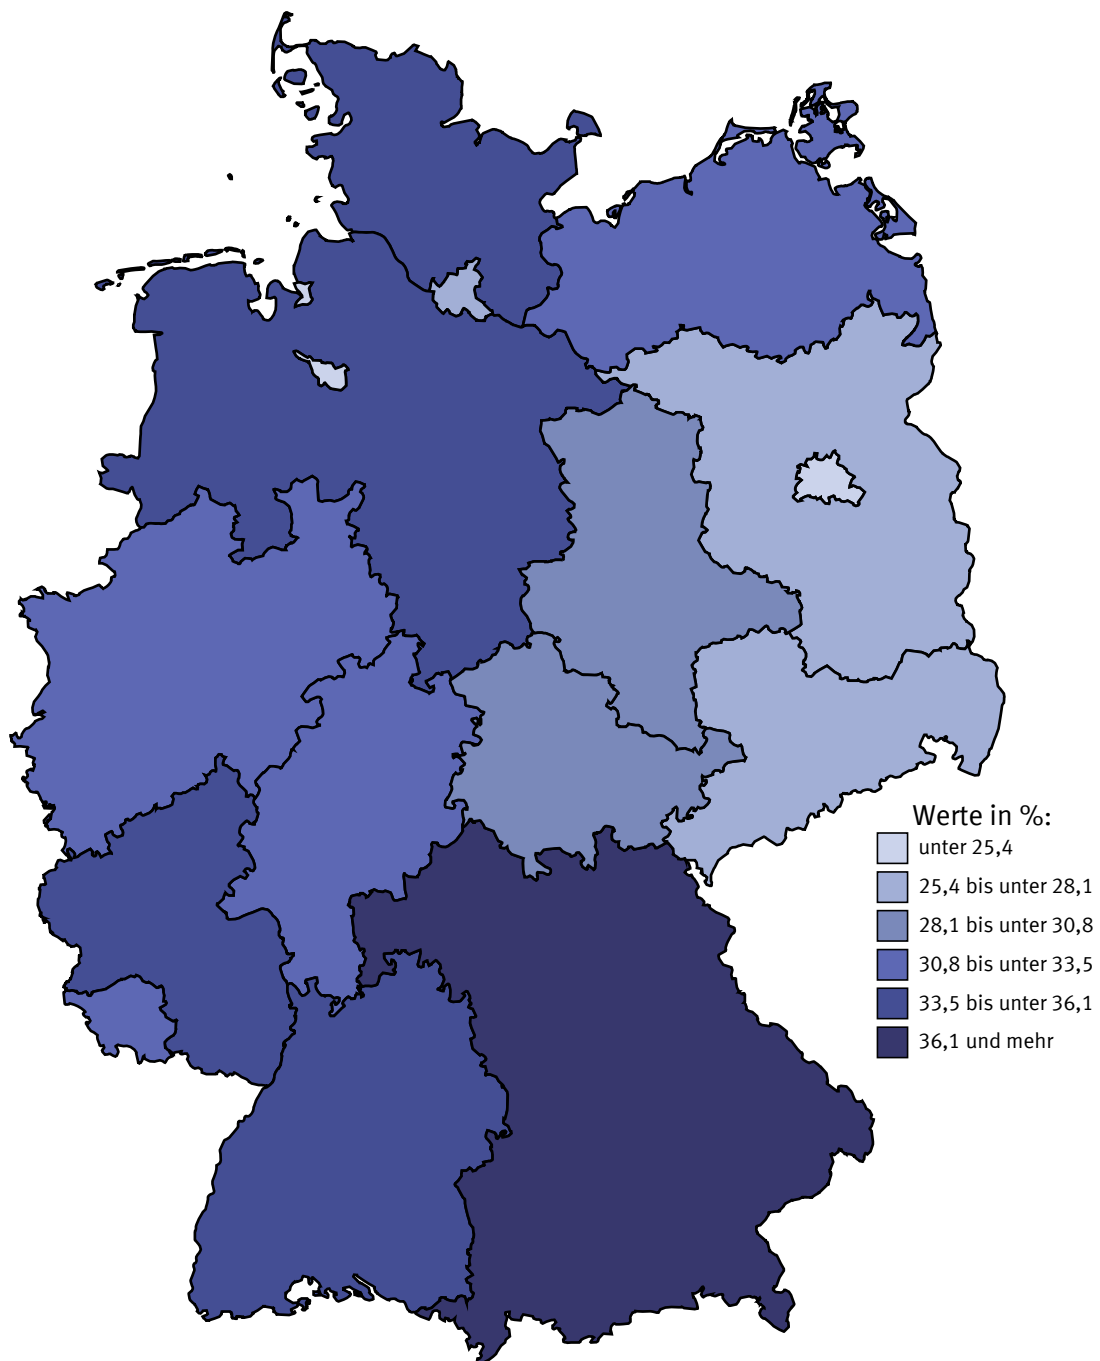 Werte in %:
unter 25,4
25,4 bis unter 28,1
28,1 bis unter 30,8
30,8 bis unter 33,5
33,5 bis unter 36,1
36,1 und mehr